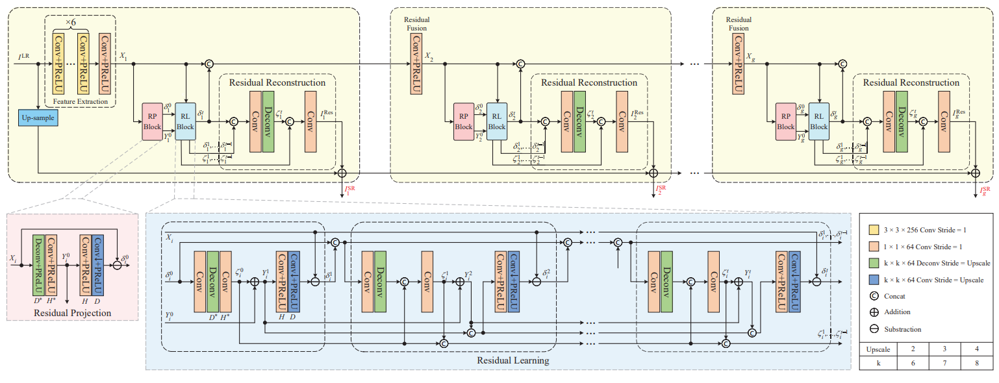 ×6
Residual
Fusion
Residual
Fusion
I^LR
Conv+PReLU
...
Conv+PReLU
Conv+PReLU
X_1
C
Conv+PReLU
X_2
C
...
Conv+PReLU
X_g
C
Feature Extraction
Up-sample
Residual Reconstruction
Residual Reconstruction
Residual Reconstruction
RP
Block
δ_1^0
Y_1^0
RL
Block
δ_1^t
C
Conv
Deconv
ζ_1^t
C
Conv
I_1^Res
δ_1^1,...,δ_1^{t-1}
ζ_1^1,...,ζ_1^{t-1}
RP
Block
δ_2^0
Y_2^0
RL
Block
δ_2^t
C
Conv
Deconv
ζ_2^t
C
Conv
I_2^Res
δ_2^1,...,δ_2^{t-1}
ζ_2^1,...,ζ_2^{t-1}
RP
Block
δ_g^0
Y_g^0
RL
Block
δ_g^t
C
Conv
Deconv
ζ_g^t
C
Conv
I_g^Res
δ_g^1,...,δ_g^{t-1}
ζ_g^1,...,ζ_g^{t-1}
...
I_1^SR
I_2^SR
I_g^SR
X_i
Deconv+PReLU
Conv+PReLU
Y_i^0
Conv+PReLU
Conv↓+PReLU
δ_i^0
D* H* H D
Residual Projection
X_i
δ_i^0
Y_i^0
Conv
Deconv
Conv
D* H*
ζ_i^0
Y_i^1
Conv+PReLU
Conv↓+PReLU
H D
δ_i^1
C
Conv
Deconv
C
Conv
ζ_i^1
Y_i^2
C
C
Conv+PReLU
Conv↓+PReLU
δ_i^2
C
...
...
...
...
...
C
Conv
Deconv
C
Conv
ζ_i^t
Y_i^t
C
C
Conv+PReLU
Conv↓+PReLU
δ_i^t
δ_i^1,...,δ_i^{t-1}
ζ_i^1,...,ζ_i^{t-1}
Residual Learning
3 × 3 × 256 Conv Stride = 1
1 × 1 × 64 Conv Stride = 1
k × k × 64 Deconv Stride = Upscale
k × k × 64 Conv Stride = Upscale
C Concat
Addition
Substraction
Upscale 2 3 4
k 6 7 8